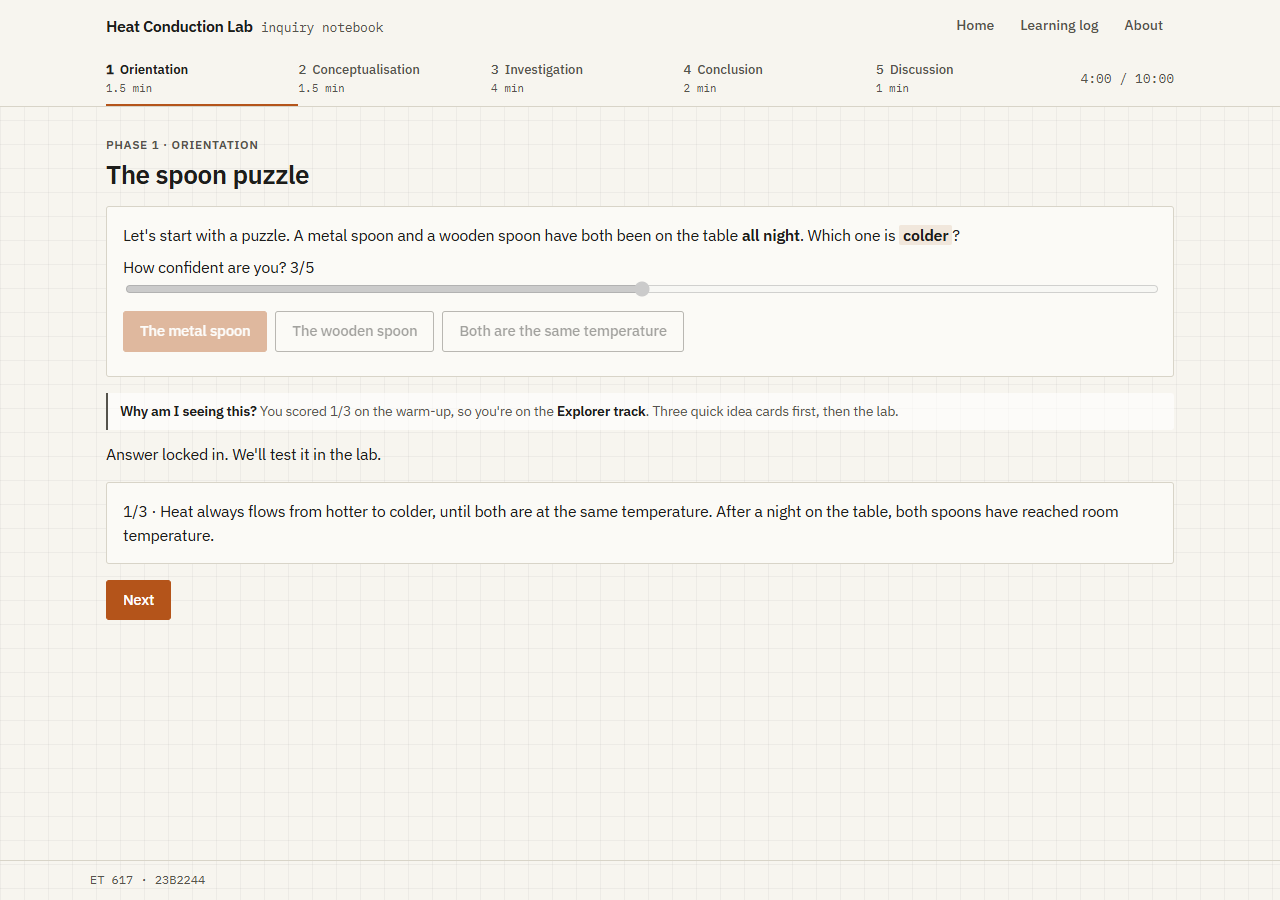 Heat Conduction Lab inquiry notebook
Home Learning log About
1 Orientation
1.5 min
2 Conceptualisation
1.5 min
3 Investigation
4 min
4 Conclusion
2 min
5 Discussion
1 min
4:00 / 10:00
PHASE 1 · ORIENTATION
The spoon puzzle
Let's start with a puzzle. A metal spoon and a wooden spoon have both been on the table all night. Which one is colder ?
How confident are you? 3/5
The metal spoon
The wooden spoon
Both are the same temperature
Why am I seeing this? You scored 1/3 on the warm-up, so you're on the Explorer track. Three quick idea cards first, then the lab.
Answer locked in. We'll test it in the lab.
1/3 · Heat always flows from hotter to colder, until both are at the same temperature. After a night on the table, both spoons have reached room
temperature.
Next
ET 617 · 23B2244